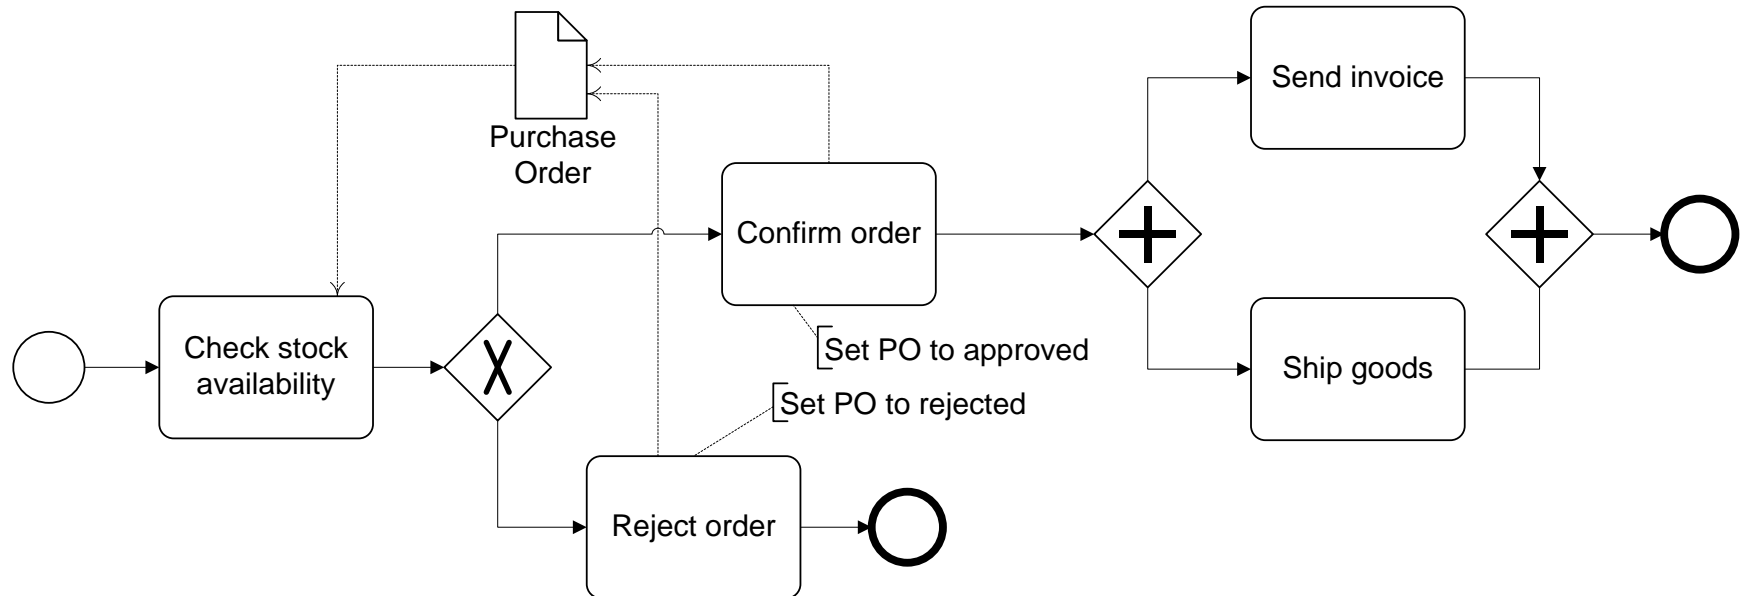 Purchase
Order
Send invoice
Confirm order
Check stock
availability
Set PO to approved
Ship goods
Set PO to rejected
Reject order